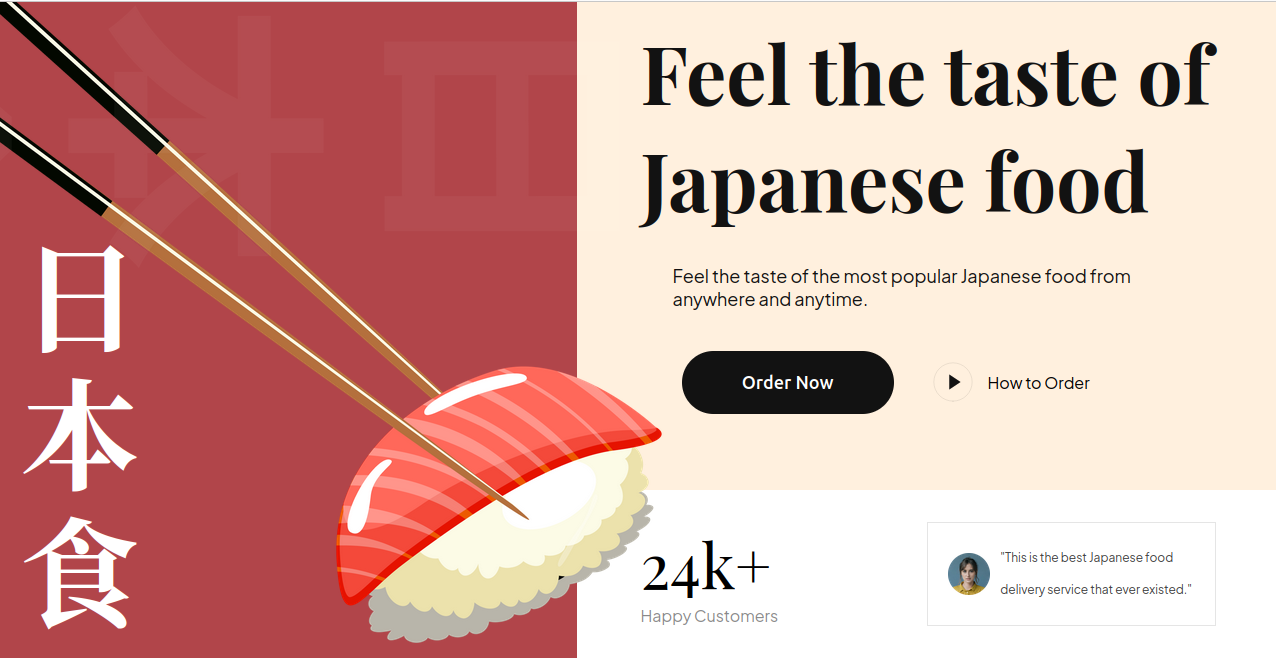 日本食
Feel the taste of
Japanese food
Feel the taste of the most popular Japanese food from
anywhere and anytime.
Order Now
How to Order
24k+
Happy Customers
"This is the best Japanese food
delivery service that ever existed."